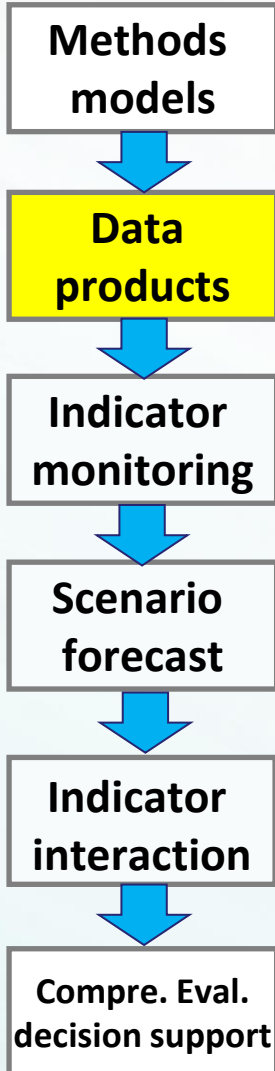 Methods
models
Data
products
Indicator
monitoring
Scenario
forecast
Indicator
interaction
Compre. Eval.
decision support